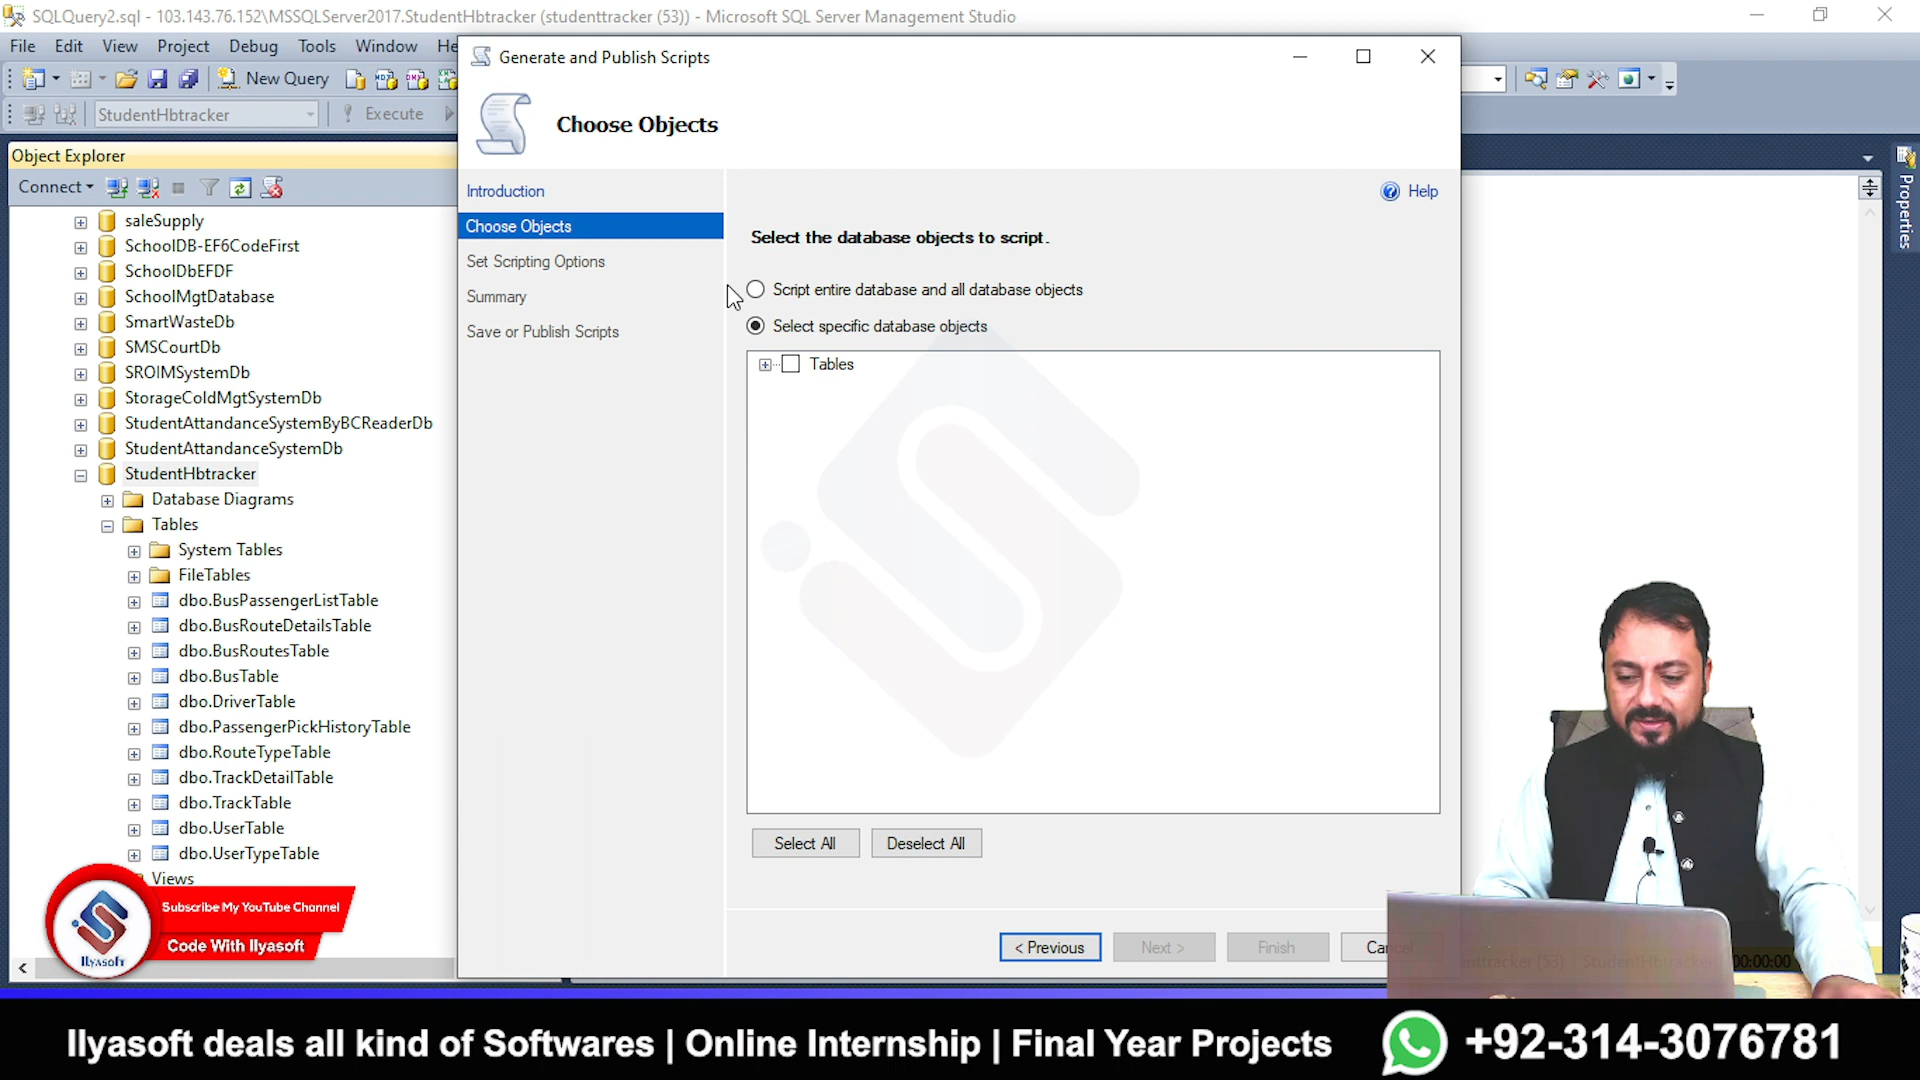 SQLQuery2.sql - 103.143.76.152\MSSQLServer2017.StudentHbtracker (studenttracker (53)) - Microsoft SQL Server Management Studio
File Edit View Project Debug Tools Window He
New Query
StudentHbtracker
Execute
Object Explorer
Connect
saleSupply
SchoolDB-EF6CodeFirst
SchoolDbEFDF
SchoolMgtDatabase
SmartWasteDb
SMSCourtDb
SROIMSystemDb
StorageColdMgtSystemDb
StudentAttandanceSystemByBCReaderDb
StudentAttandanceSystemDb
StudentHbtracker
Database Diagrams
Tables
System Tables
FileTables
dbo.BusPassengerListTable
dbo.BusRouteDetailsTable
dbo.BusRoutesTable
dbo.BusTable
dbo.DriverTable
dbo.PassengerPickHistoryTable
dbo.RouteTypeTable
dbo.TrackDetailTable
dbo.TrackTable
dbo.UserTable
dbo.UserTypeTable
Views
Subscribe My YouTube Channel
Code With Ilyasoft
Ilyasoft
Generate and Publish Scripts
Choose Objects
Introduction
Choose Objects
Set Scripting Options
Summary
Save or Publish Scripts
Help
Select the database objects to script.
Script entire database and all database objects
Select specific database objects
Tables
Select All
Deselect All
< Previous
Next >
Finish
Cancel
Properties
00:00:00
Ilyasoft deals all kind of Softwares | Online Internship | Final Year Projects
+92-314-3076781